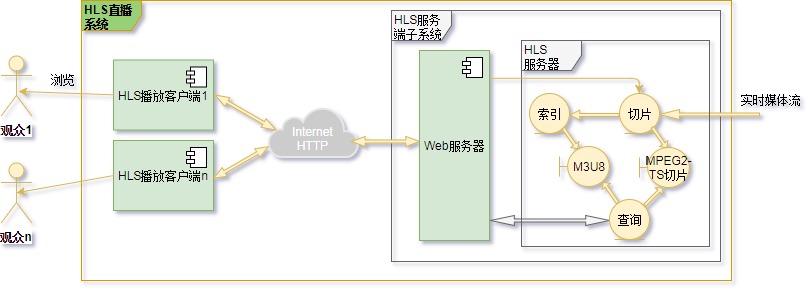 HLS直播
系统
HLS服务
端子系统
HLS
服务器
浏览
观众1
HLS播放客户端1
Internet
HTTP
Web服务器
索引
切片
实时媒体流
M3U8
MPEG2-
TS切片
观众n
HLS播放客户端n
查询